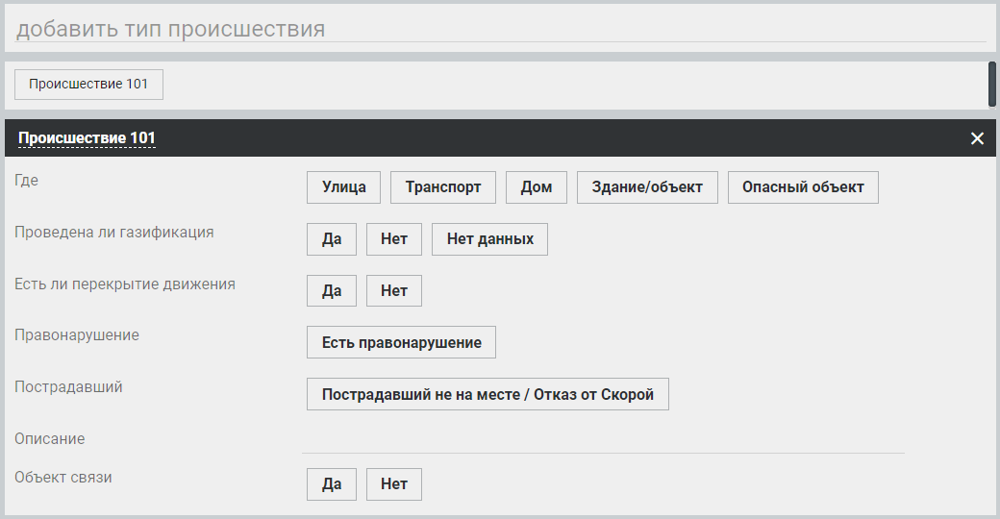 добавить тип происшествия
Происшествие 101
Происшествие 101 ×
Где Улица Транспорт Дом Здание/объект Опасный объект
Проведена ли газификация Да Нет Нет данных
Есть ли перекрытие движения Да Нет
Правонарушение Есть правонарушение
Пострадавший Пострадавший не на месте / Отказ от Скорой
Описание
Объект связи Да Нет